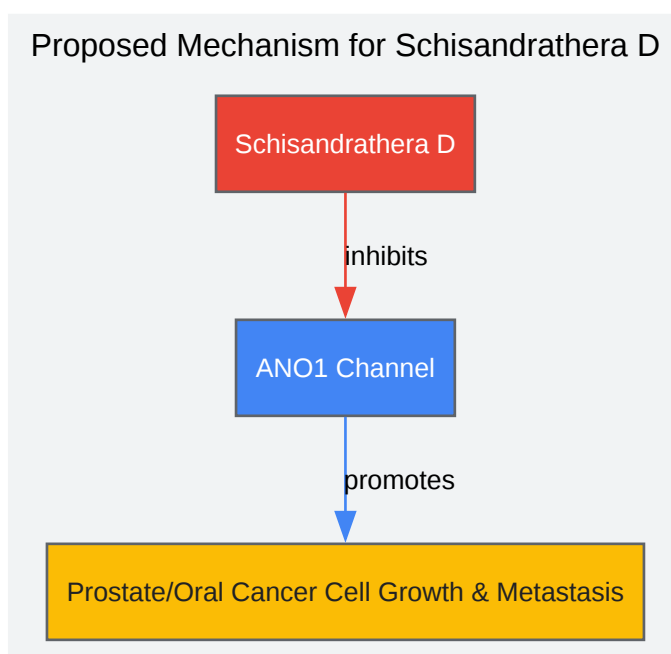 Proposed Mechanism for Schisandrathera D
Schisandrathera D
inhibits
ANO1 Channel
promotes
Prostate/Oral Cancer Cell Growth & Metastasis